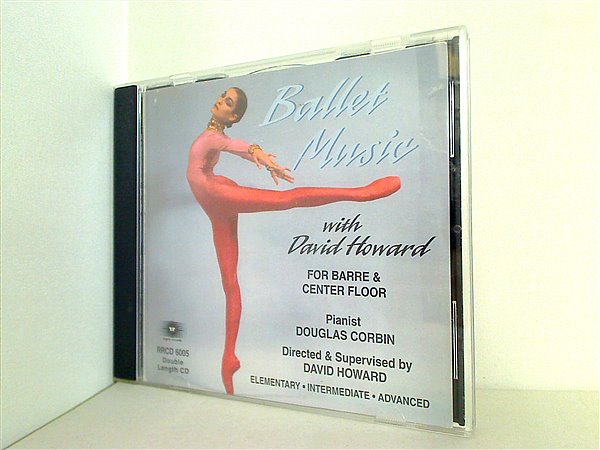 Ballet
Music
with
David Howard
FOR BARRE &
CENTER FLOOR
Pianist
DOUGLAS CORBIN
Directed & Supervised by
DAVID HOWARD
ELEMENTARY • INTERMEDIATE • ADVANCED
RRCD 6005
Double
Length CD